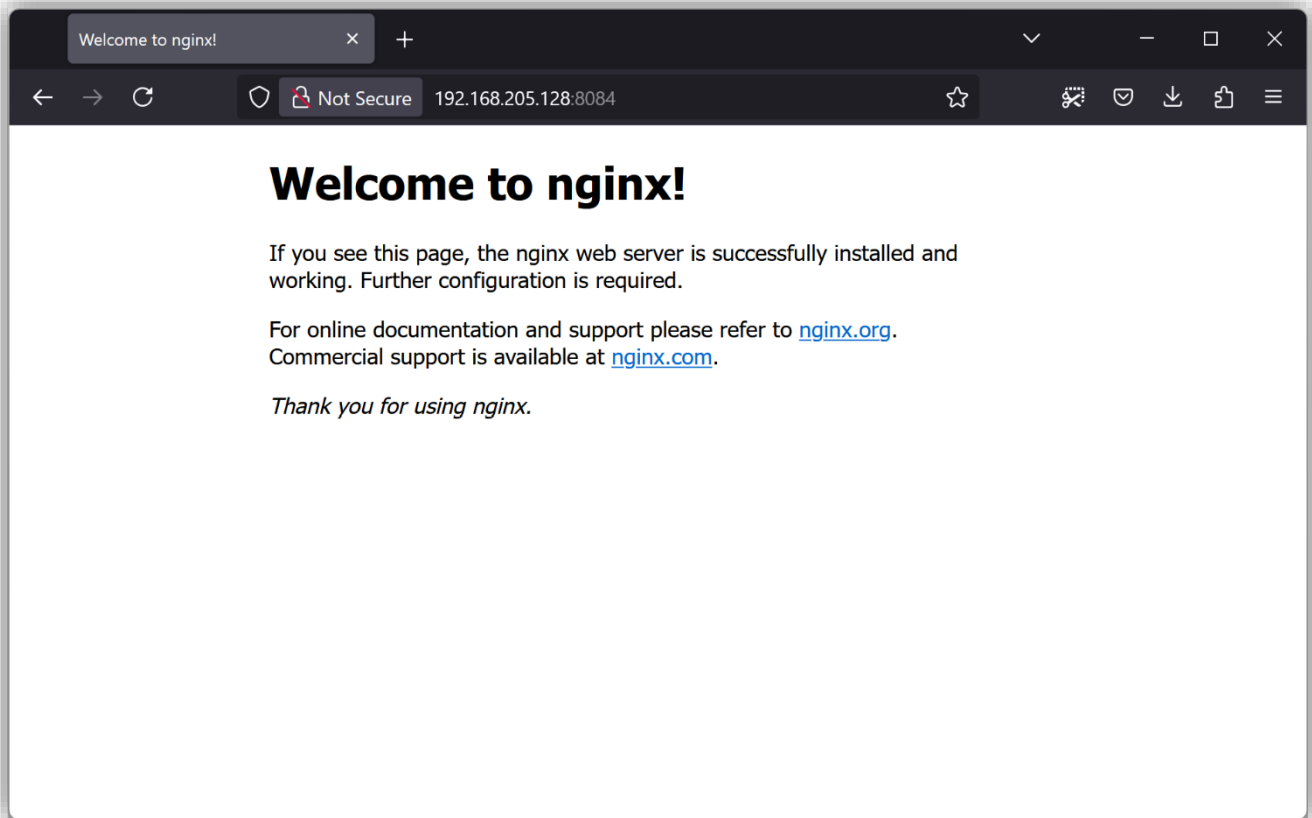 Welcome to nginx!
Not Secure 192.168.205.128:8084
Welcome to nginx!
If you see this page, the nginx web server is successfully installed and
working. Further configuration is required.
For online documentation and support please refer to nginx.org.
Commercial support is available at nginx.com.
Thank you for using nginx.